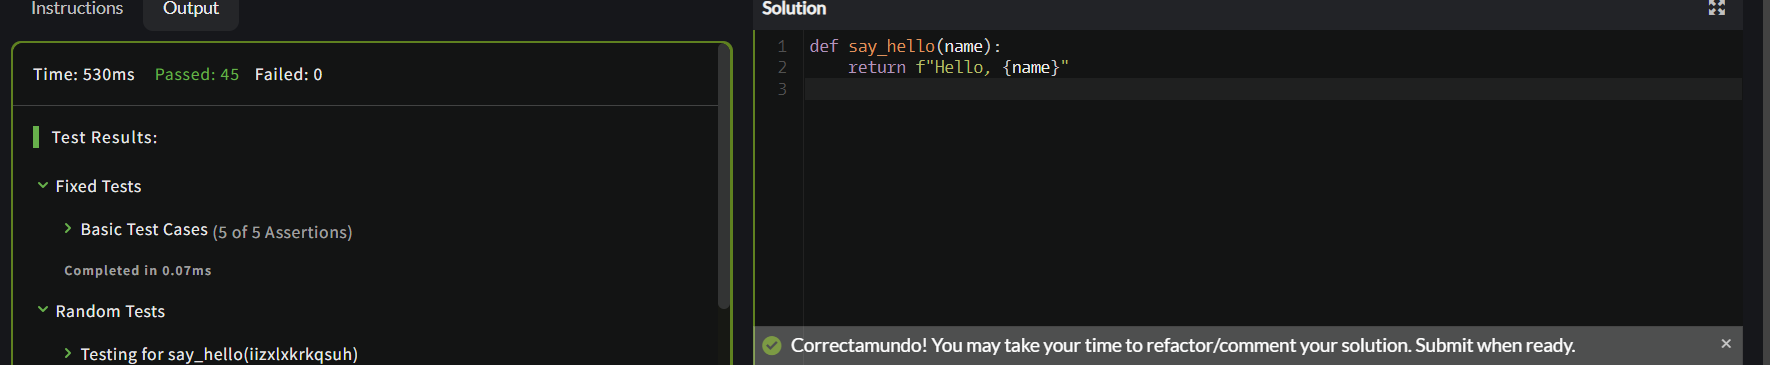 Instructions
Output
Time: 530ms Passed: 45 Failed: 0
Test Results:
Fixed Tests
Basic Test Cases (5 of 5 Assertions)
Completed in 0.07ms
Random Tests
Testing for say_hello(iizxlxkrkqsuh)
Solution
1 def say_hello(name):
2     return f"Hello, {name}"
3
Correctamundo! You may take your time to refactor/comment your solution. Submit when ready.